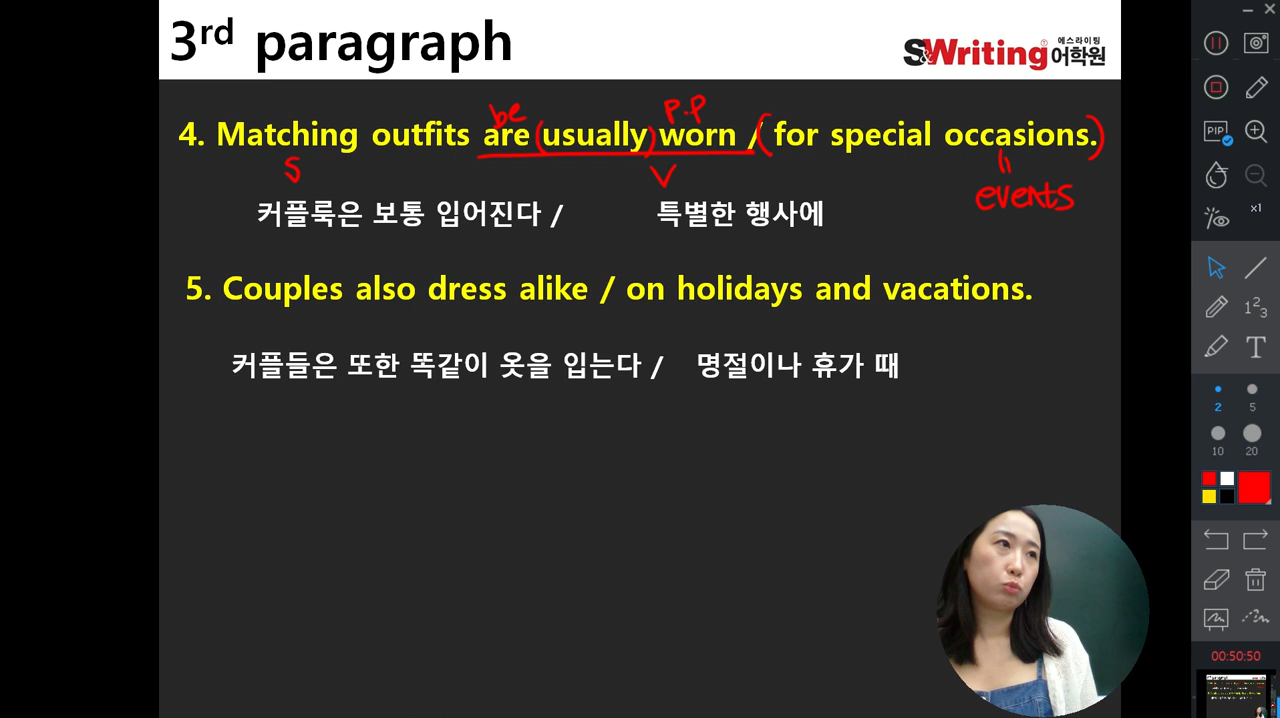 3rd paragraph
S&Writing 에스라이팅 어학원
be p.p
4. Matching outfits are (usually) worn / (for special occasions.)
S V
events
커플룩은 보통 입어진다 / 특별한 행사에
5. Couples also dress alike / on holidays and vacations.
커플들은 또한 똑같이 옷을 입는다 / 명절이나 휴가 때
PIP
x1
1 2 3
T
2 5
10 20
00:50:50